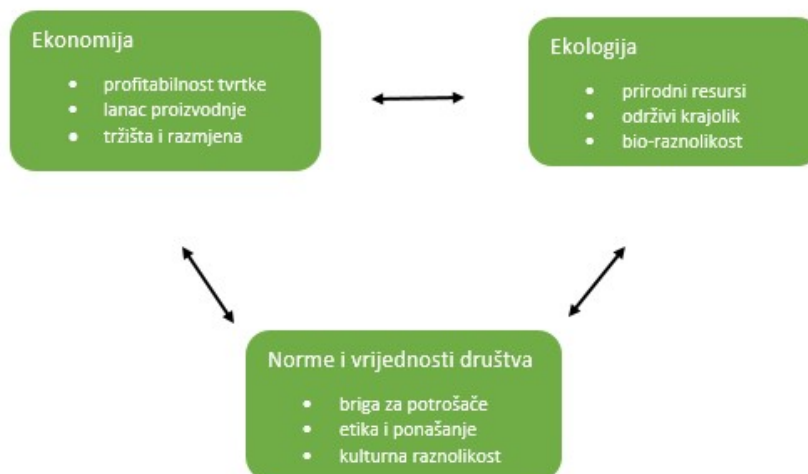 Ekonomija
• profitabilnost tvrtke
• lanac proizvodnje
• tržišta i razmjena
Ekologija
• prirodni resursi
• održivi krajolik
• bio-raznolikost
Norme i vrijednosti društva
• briga za potrošače
• etika i ponašanje
• kulturna raznolikost